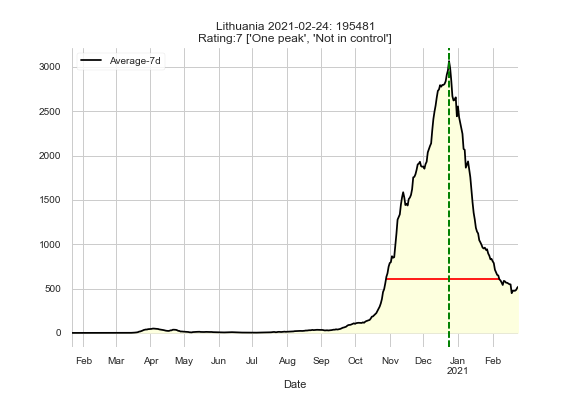 Lithuania 2021-02-24: 195481
Rating:7 ['One peak', 'Not in control']
Average-7d
3000
2500
2000
1500
1000
500
0
Feb Mar Apr May Jun Jul Aug Sep Oct Nov Dec Jan Feb
2021
Date